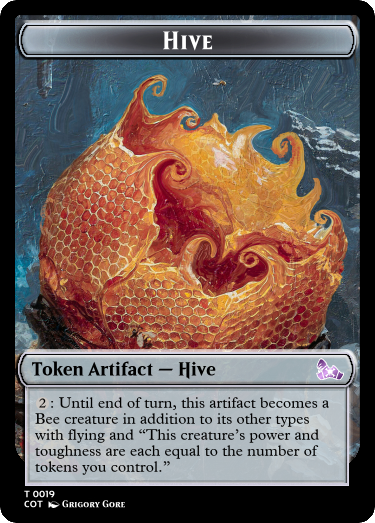 Hive
Token Artifact — Hive
2 : Until end of turn, this artifact becomes a
Bee creature in addition to its other types
with flying and “This creature’s power and
toughness are each equal to the number of
tokens you control.”
T 0019
COT Grigory Gore